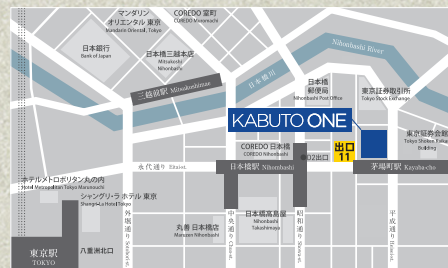 マンダリン
オリエンタル 東京
Mandarin Oriental, Tokyo
COREDO 室町
COREDO Muromachi
日本銀行
Bank of Japan
日本橋三越本店
Mitsukoshi
Nihonbashi
Nihonbashi River
日本橋川
三越前駅 Mitsukoshimae
日本橋
郵便局
Nihonbashi Post Office
東京証券取引所
Tokyo Stock Exchange
KABUTO ONE
東京証券会館
Tokyo Shoken Kaikan
Building
COREDO 日本橋
COREDO Nihonbashi
D2出口
出口
11
永代通り Eitai st.
日本橋駅 Nihonbashi
茅場町駅 Kayabacho
ホテルメトロポリタン丸の内
Hotel Metropolitan Tokyo Marunouchi
シャングリ・ラ ホテル 東京
Shangri-La Hotel Tokyo
外堀通り
丸善 日本橋店
Maruzen Nihonbashi
中央通り
日本橋髙島屋
Nihonbashi
Takashimaya
昭和通り
平成通り
東京駅
TOKYO
八重洲北口